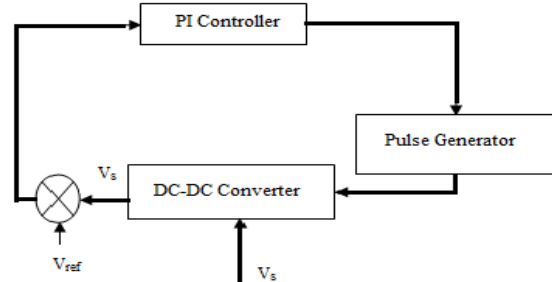 PI Controller
Pulse Generator
Vs
DC-DC Converter
Vref
Vs